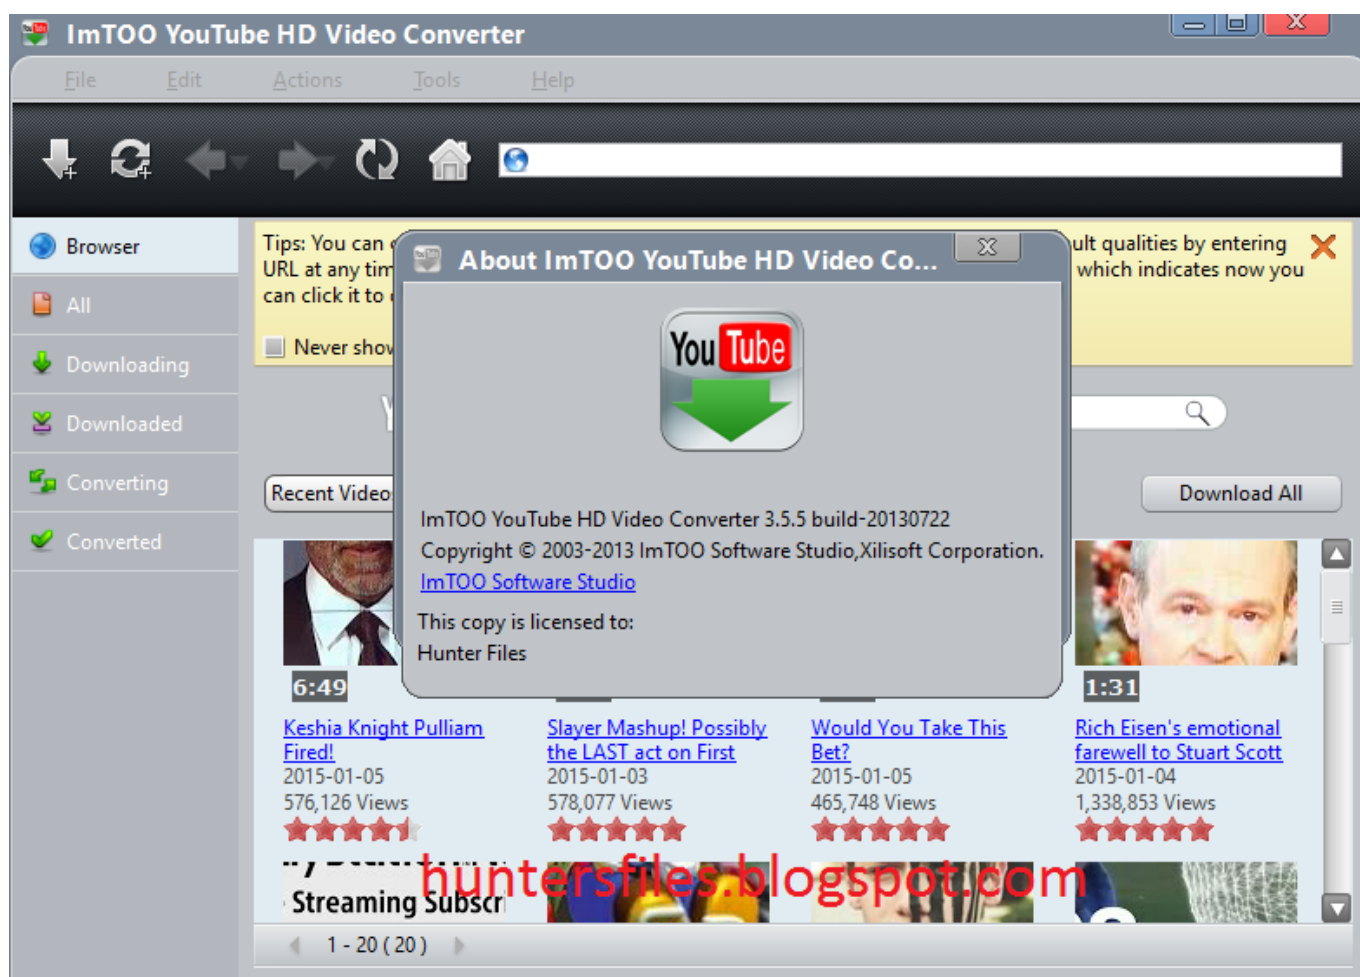 ImTOO YouTube HD Video Converter
File Edit Actions Tools Help
Browser
All
Downloading
Downloaded
Converting
Converted
Tips: You can
ult qualities by entering
URL at any tim
which indicates now you
can click it to
Never show
About ImTOO YouTube HD Video Co...
You Tube
ImTOO YouTube HD Video Converter 3.5.5 build-20130722
Copyright © 2003-2013 ImTOO Software Studio,Xilisoft Corporation.
ImTOO Software Studio
This copy is licensed to:
Hunter Files
Recent Video
Download All
6:49
1:31
Keshia Knight Pulliam
Fired!
2015-01-05
576,126 Views
Slayer Mashup! Possibly
the LAST act on First
2015-01-03
578,077 Views
Would You Take This
Bet?
2015-01-05
465,748 Views
Rich Eisen's emotional
farewell to Stuart Scott
2015-01-04
1,338,853 Views
Streaming Subscr
huntersfiles.blogspot.com
1 - 20 ( 20 )